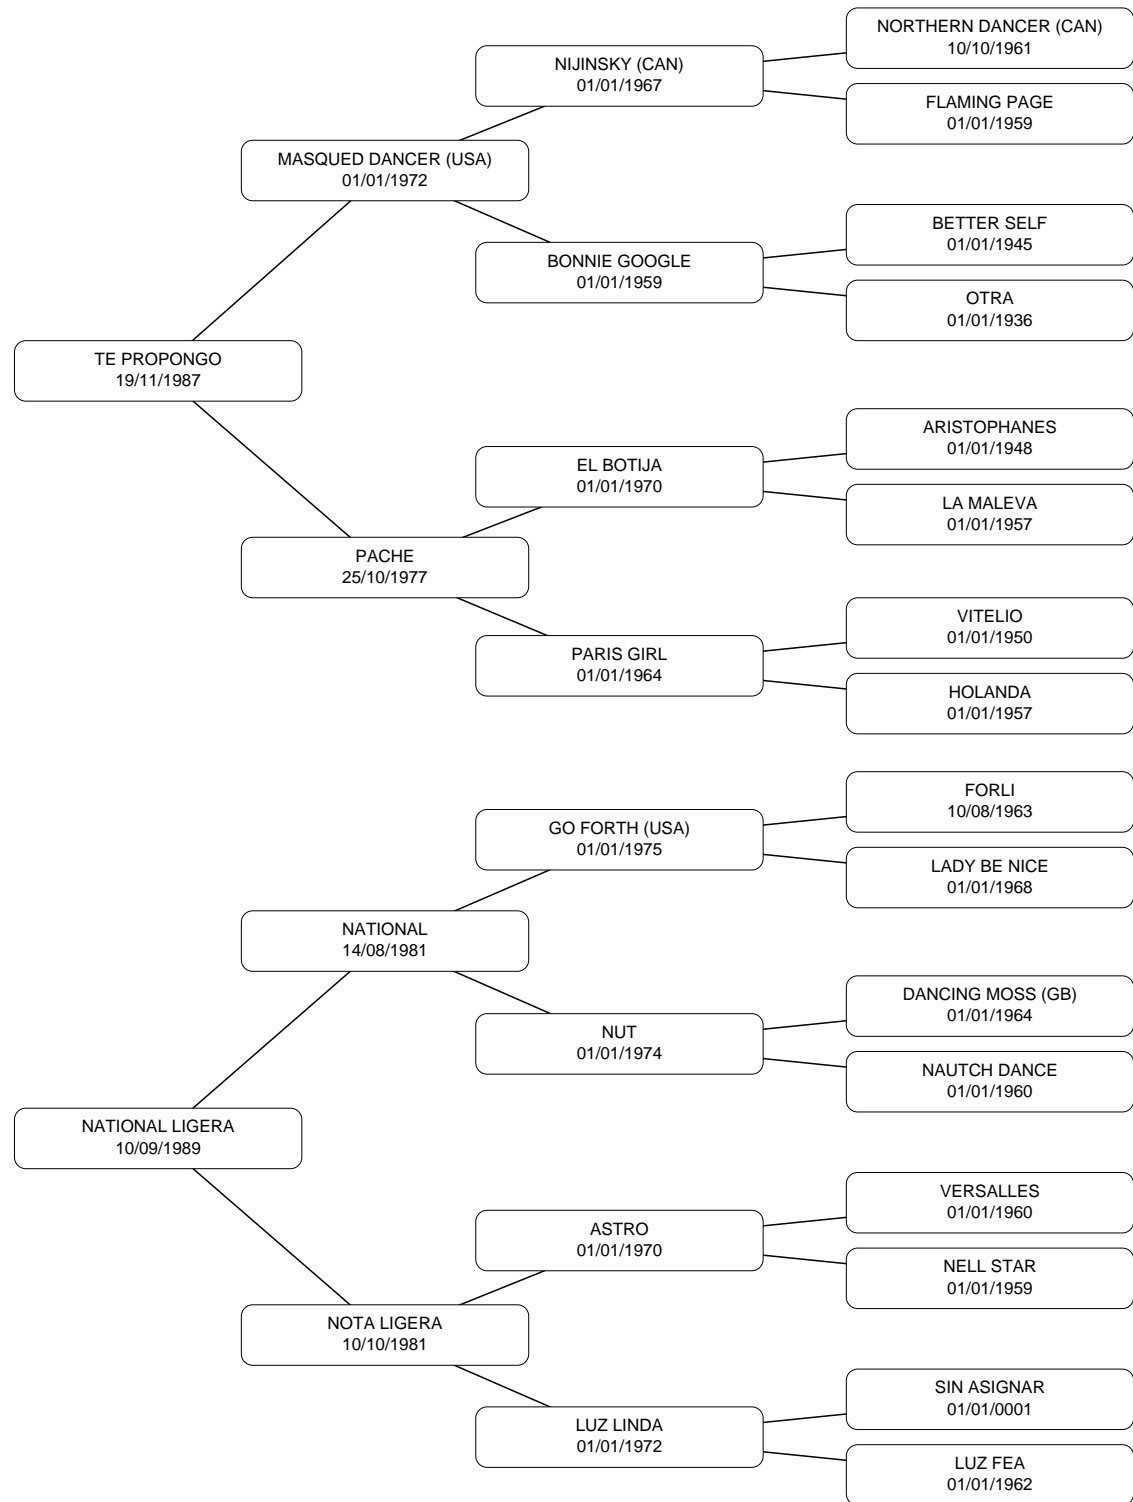 NORTHERN DANCER (CAN)
10/10/1961
NIJINSKY (CAN)
01/01/1967
FLAMING PAGE
01/01/1959
MASQUED DANCER (USA)
01/01/1972
BETTER SELF
01/01/1945
BONNIE GOOGLE
01/01/1959
OTRA
01/01/1936
TE PROPONGO
19/11/1987
ARISTOPHANES
01/01/1948
EL BOTIJA
01/01/1970
LA MALEVA
01/01/1957
PACHE
25/10/1977
VITELIO
01/01/1950
PARIS GIRL
01/01/1964
HOLANDA
01/01/1957
FORLI
10/08/1963
GO FORTH (USA)
01/01/1975
LADY BE NICE
01/01/1968
NATIONAL
14/08/1981
DANCING MOSS (GB)
01/01/1964
NUT
01/01/1974
NAUTCH DANCE
01/01/1960
NATIONAL LIGERA
10/09/1989
VERSALLES
01/01/1960
ASTRO
01/01/1970
NELL STAR
01/01/1959
NOTA LIGERA
10/10/1981
SIN ASIGNAR
01/01/0001
LUZ LINDA
01/01/1972
LUZ FEA
01/01/1962